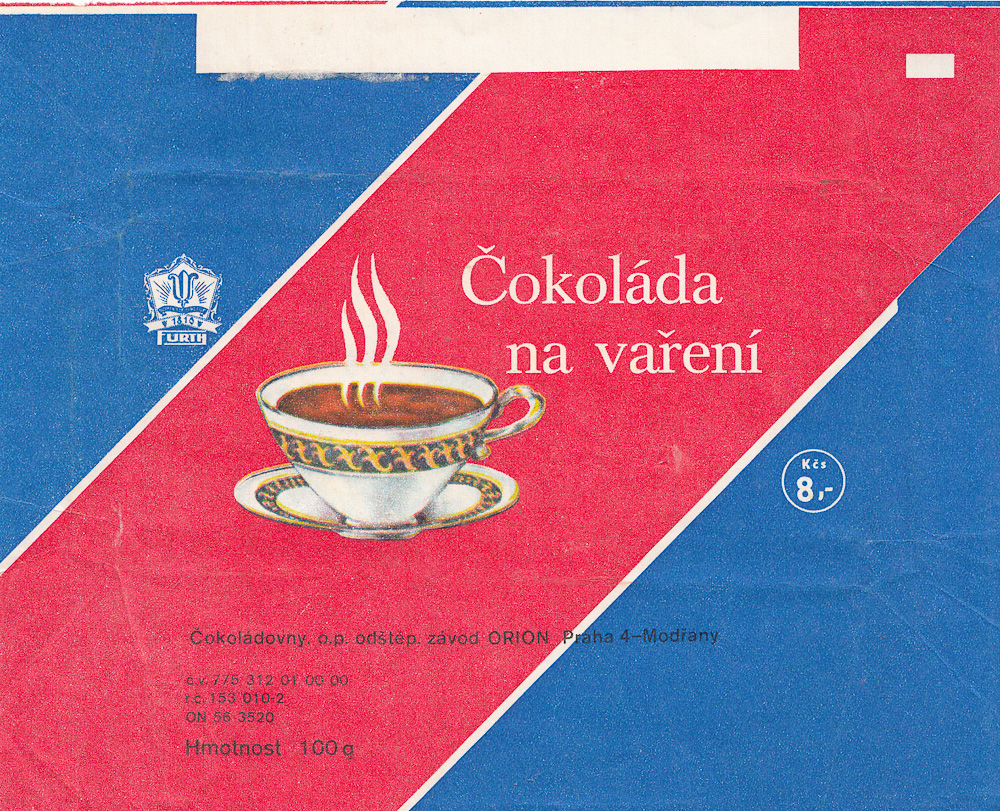 Čokoláda
na vaření
1810
FÜRTH
Kčs
8,-
Čokoládovny, o.p. odštěp. závod ORION Praha 4–Modřany
c.v. 775 312 01 00 00
r.c. 153 010-2
ON 56 3520
Hmotnost 100 g